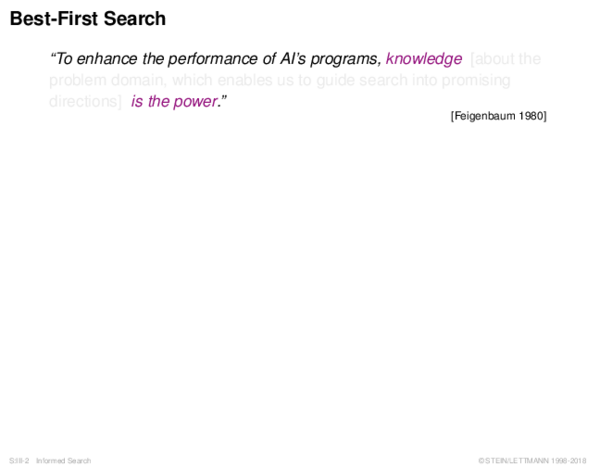 Best-First Search
“To enhance the performance of AI’s programs, knowledge [about the
problem domain, which enables us to guide search into promising
directions] is the power.”
[Feigenbaum 1980]
S:II-2 Informed Search
©STEIN/LETTMANN 1998-2018